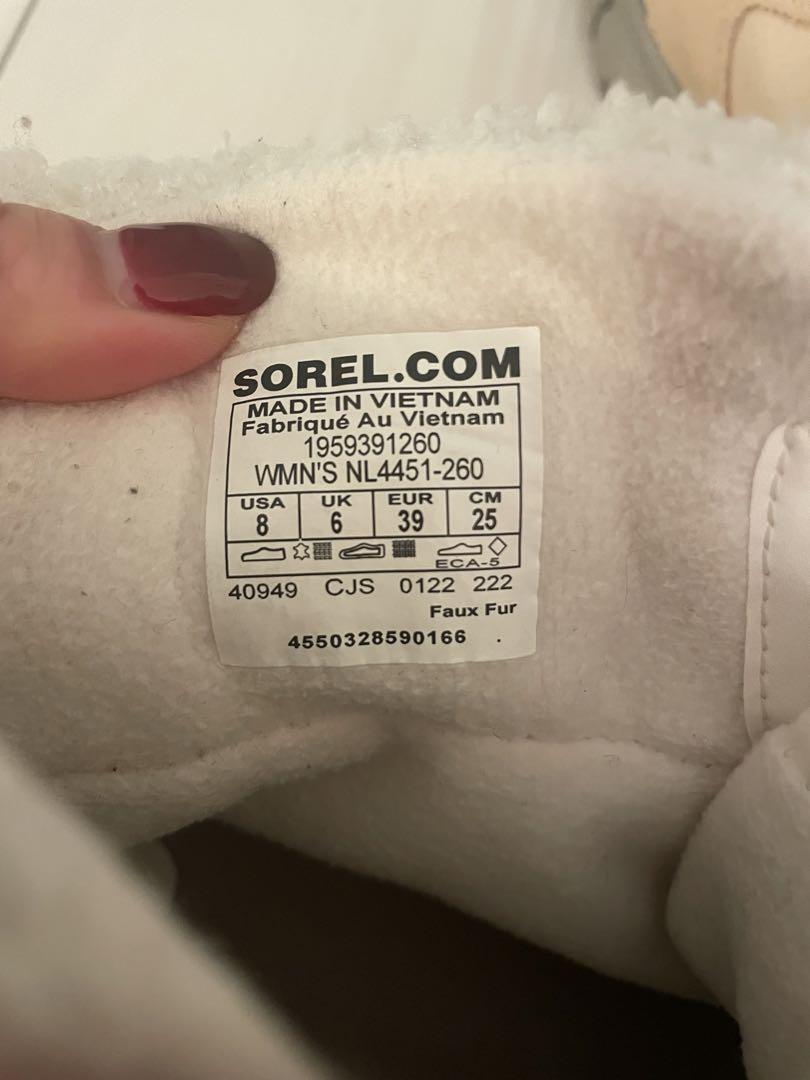 SOREL.COM
MADE IN VIETNAM
Fabriqué Au Vietnam
1959391260
WMN'S NL4451-260
USA UK EUR CM
8 6 39 25
ECA-5
40949 CJS 0122 222
Faux Fur
4550328590166 .